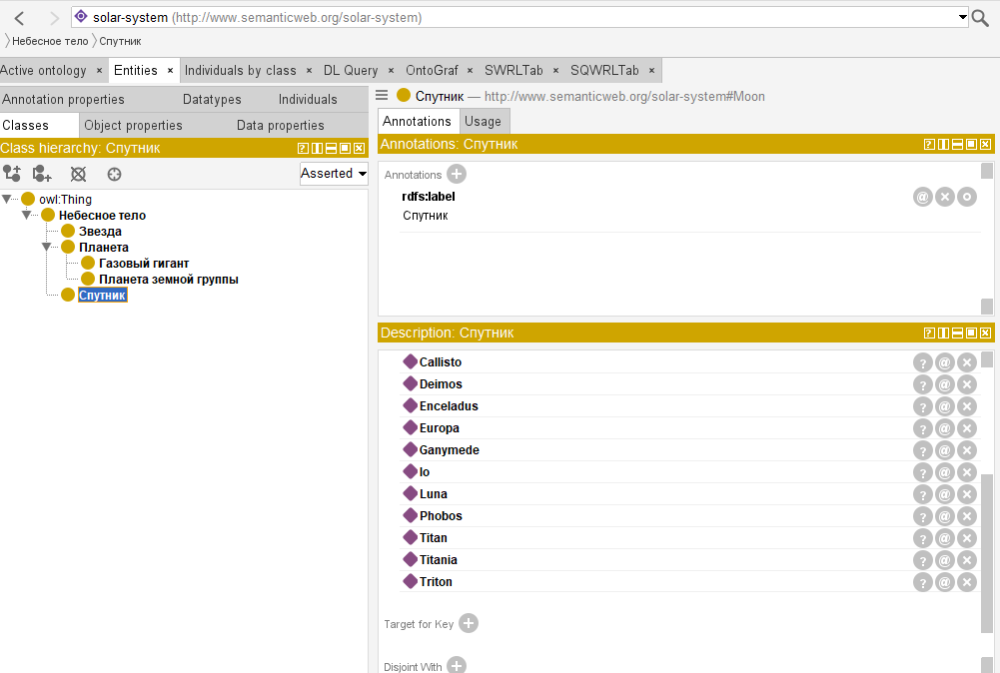 solar-system (http://www.semanticweb.org/solar-system)
Небесное тело Спутник
Active ontology × Entities × Individuals by class × DL Query × OntoGraf × SWRLTab × SQWRLTab ×
Annotation properties Datatypes Individuals
Classes Object properties Data properties
Class hierarchy: Спутник
Asserted
owl:Thing
Небесное тело
Звезда
Планета
Газовый гигант
Планета земной группы
Спутник
Спутник — http://www.semanticweb.org/solar-system#Moon
Annotations Usage
Annotations: Спутник
Annotations
rdfs:label
Спутник
Description: Спутник
Callisto
Deimos
Enceladus
Europa
Ganymede
Io
Luna
Phobos
Titan
Titania
Triton
Target for Key
Disjoint With